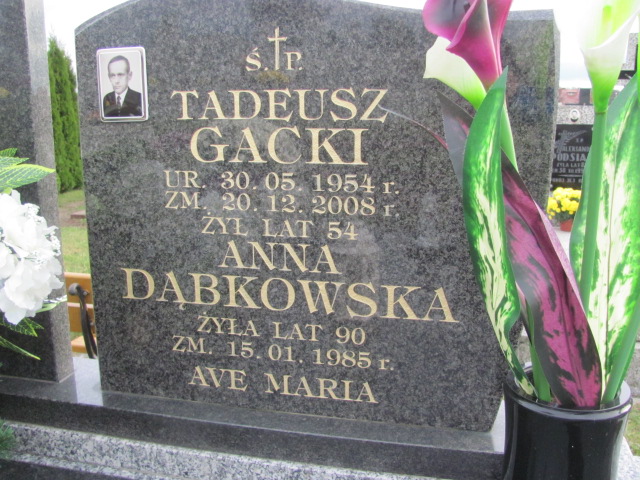 Ś.†P.
TADEUSZ
GACKI
UR. 30.05.1954 r.
ZM. 20.12.2008 r.
ŻYŁ LAT 54
ANNA
DĄBKOWSKA
ŻYŁA LAT 90
ZM. 15.01.1985 r.
AVE MARIA